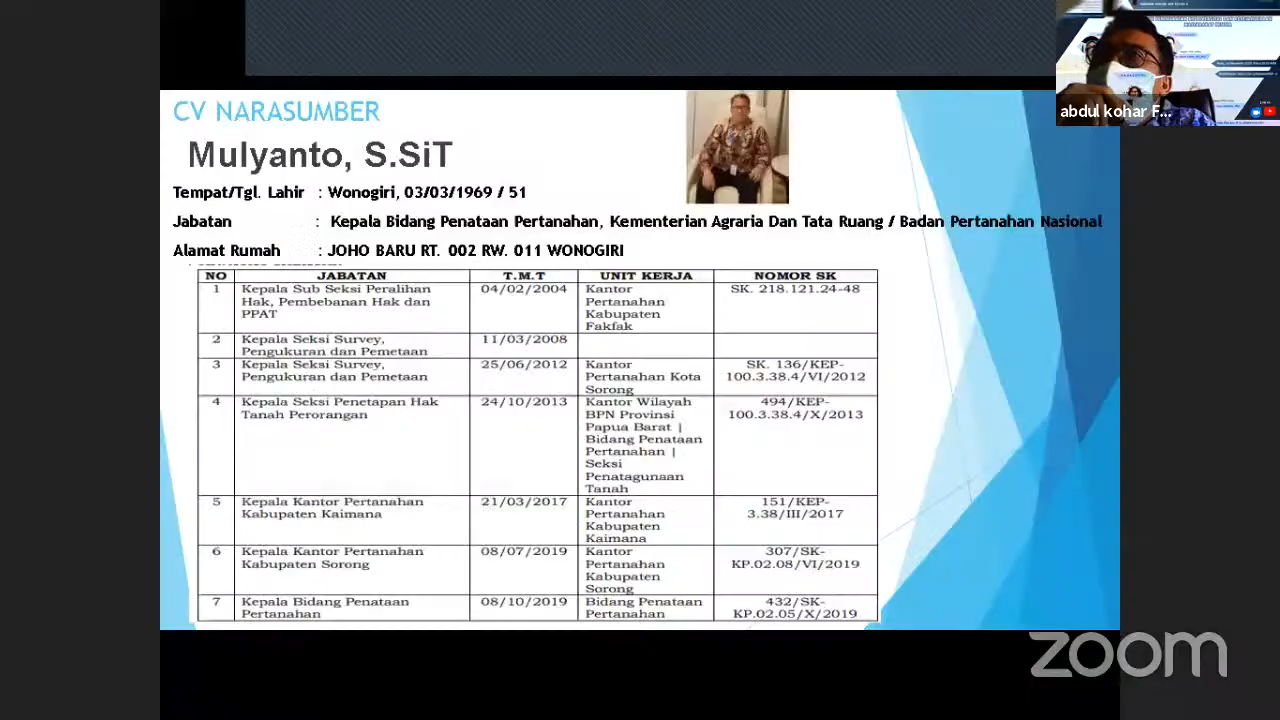 CV NARASUMBER
Mulyanto, S.SiT
Tempat/Tgl. Lahir : Wonogiri, 03/03/1969 / 51
Jabatan : Kepala Bidang Penataan Pertanahan, Kementerian Agraria Dan Tata Ruang / Badan Pertanahan Nasional
Alamat Rumah : JOHO BARU RT. 002 RW. 011 WONOGIRI
NO JABATAN T.M.T UNIT KERJA NOMOR SK
1 Kepala Sub Seksi Peralihan 04/02/2004 Kantor SK. 218.121.24-48
Hak, Pembebanan Hak dan Pertanahan
PPAT Kabupaten
Fakfak
2 Kepala Seksi Survey, 11/03/2008
Pengukuran dan Pemetaan
3 Kepala Seksi Survey, 25/06/2012 Kantor SK. 136/KEP-
Pengukuran dan Pemetaan Pertanahan Kota 100.3.38.4/VI/2012
Sorong
4 Kepala Seksi Penetapan Hak 24/10/2013 Kantor Wilayah 494/KEP-
Tanah Perorangan BPN Provinsi 100.3.38.4/X/2013
Papua Barat |
Bidang Penataan
Pertanahan |
Seksi
Penatagunaan
Tanah
5 Kepala Kantor Pertanahan 21/03/2017 Kantor 151/KEP-
Kabupaten Kaimana Pertanahan 3.38/III/2017
Kabupaten
Kaimana
6 Kepala Kantor Pertanahan 08/07/2019 Kantor 307/SK-
Kabupaten Sorong Pertanahan KP.02.08/VI/2019
Kabupaten
Sorong
7 Kepala Bidang Penataan 08/10/2019 Bidang Penataan 432/SK-
Pertanahan Pertanahan KP.02.05/X/2019
abdul kohar F...
zoom